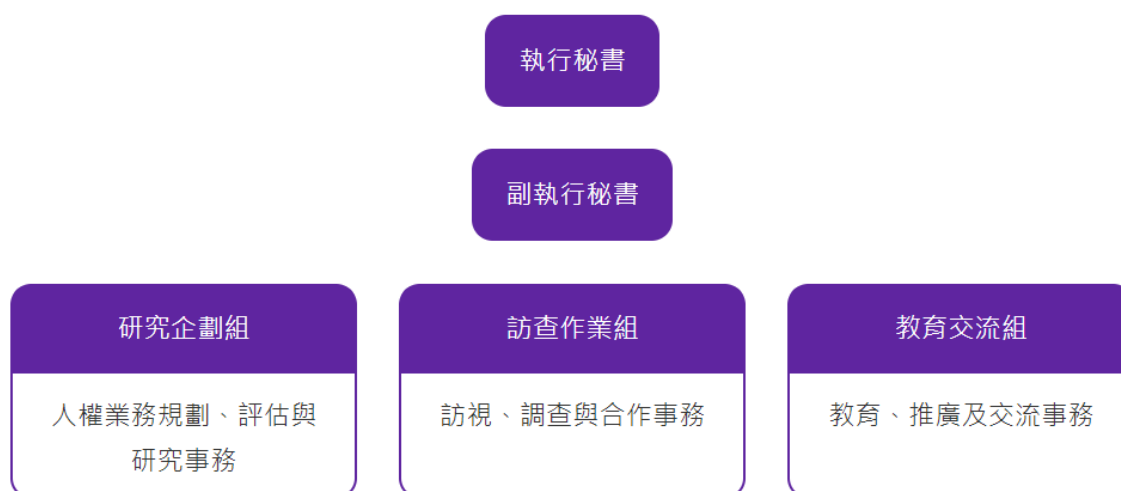 執行秘書
副執行秘書
研究企劃組
人權業務規劃、評估與
研究事務
訪查作業組
訪視、調查與合作事務
教育交流組
教育、推廣及交流事務